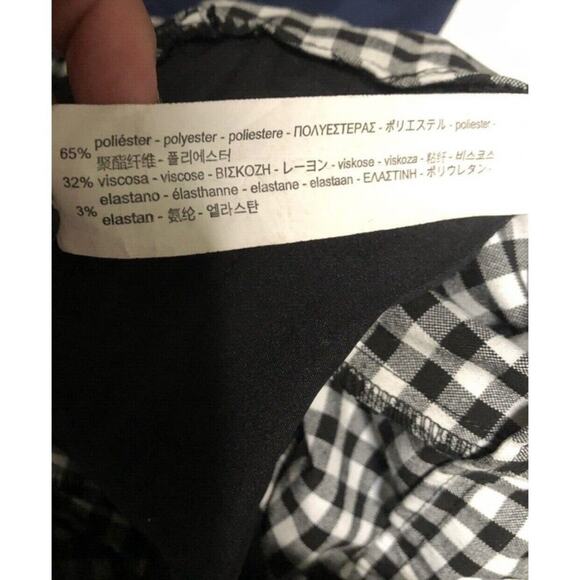 65% poliéster - polyester - poliestere - ΠΟΛΥΕΣΤΕΡΑΣ - ポリエステル - poliester -
聚酯纤维 - 폴리에스터
32% viscosa - viscose - ΒΙΣΚΟΖΗ - レーヨン - viskose - viskoza - 粘纤 - 비스코스
elastano - élasthanne - elastane - elastaan - ΕΛΑΣΤΙΝΗ - ポリウレタン -
3% elastan - 氨纶 - 엘라스탄